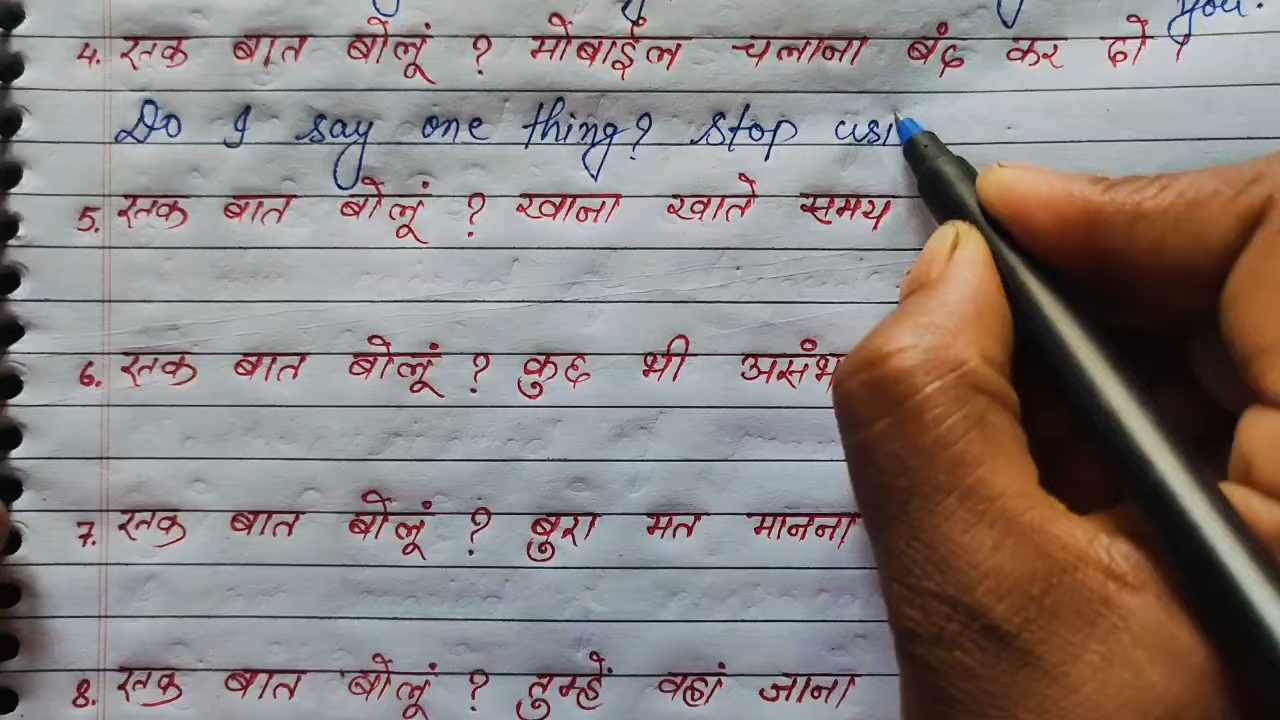 you.
4. एक बात बोलूं ? मोबाईल चलाना बंद कर दो ।
Do I say one thing? Stop usi
5. एक बात बोलूं ? खाना खाते समय
6. एक बात बोलूं ? कुछ भी असंभ
7. एक बात बोलूं ? बुरा मत मानना
8. एक बात बोलूं ? तुम्हें वहां जाना